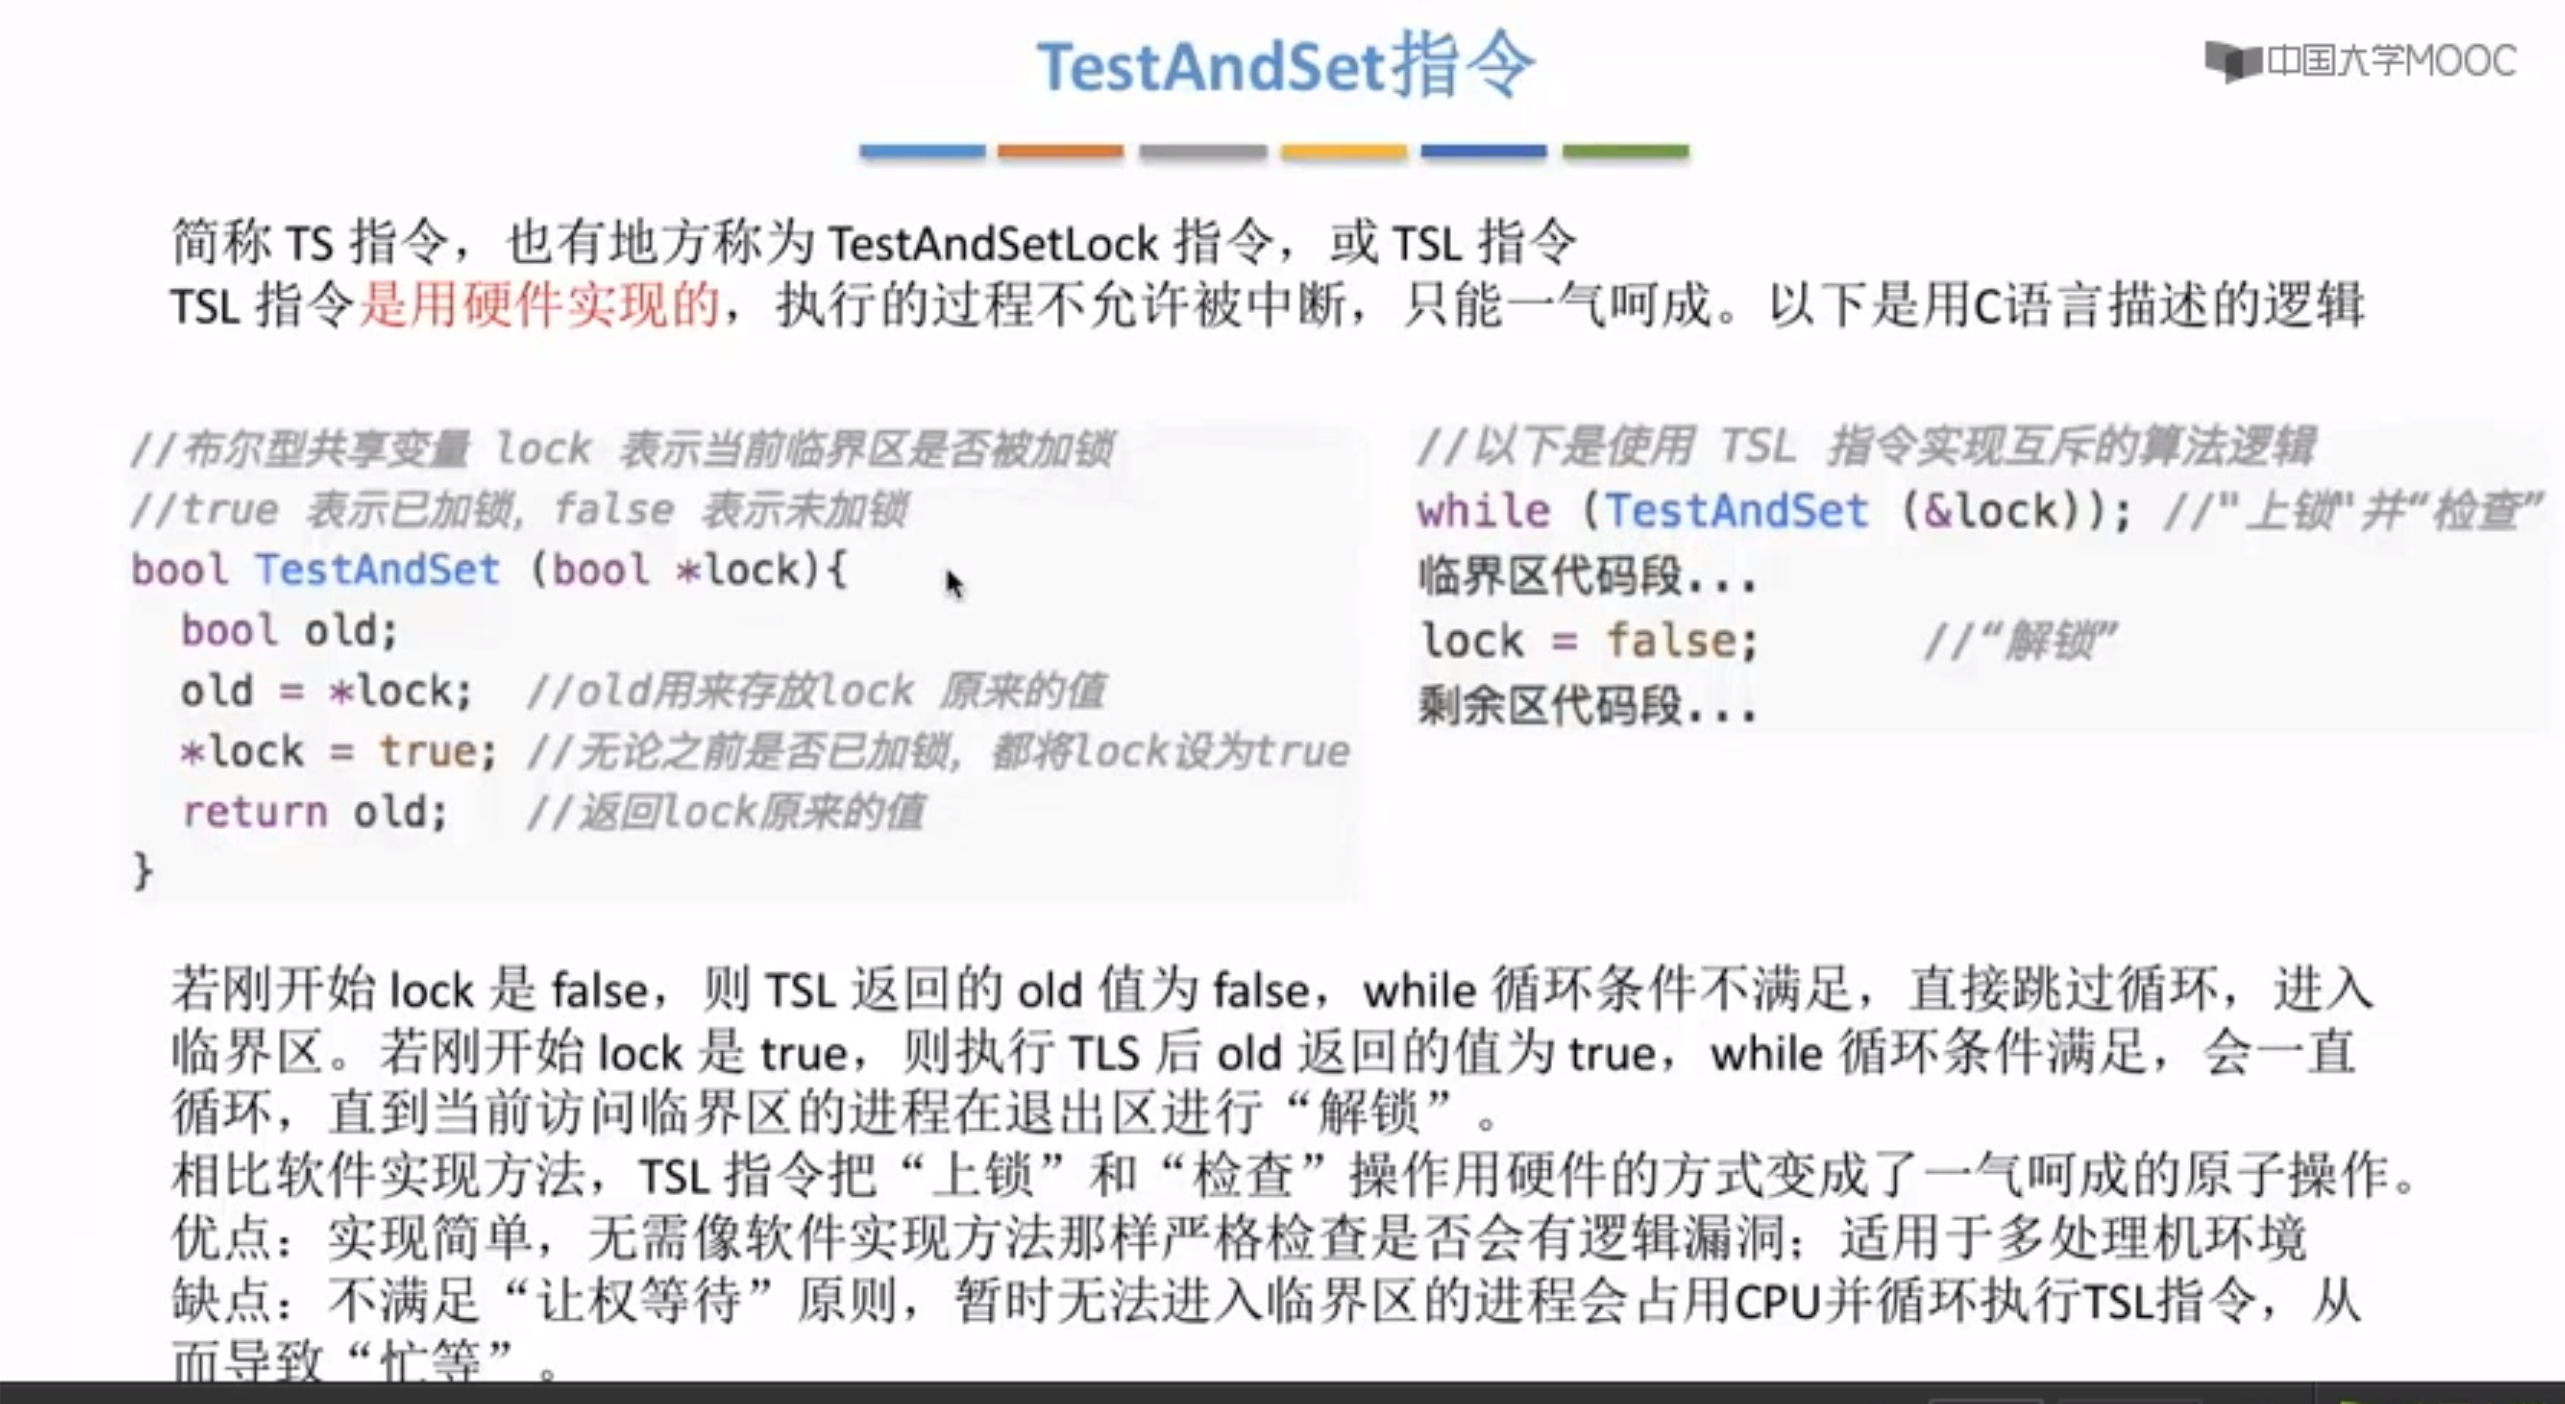 TestAndSet指令
中国大学MOOC
简称 TS 指令，也有地方称为 TestAndSetLock 指令，或 TSL 指令
TSL 指令是用硬件实现的，执行的过程不允许被中断，只能一气呵成。以下是用C语言描述的逻辑
//布尔型共享变量 lock 表示当前临界区是否被加锁
//true 表示已加锁，false 表示未加锁
bool TestAndSet (bool *lock){
bool old;
old = *lock; //old用来存放lock 原来的值
*lock = true; //无论之前是否已加锁，都将lock设为true
return old; //返回lock原来的值
}
//以下是使用 TSL 指令实现互斥的算法逻辑
while (TestAndSet (&lock)); //"上锁"并“检查”
临界区代码段...
lock = false; //“解锁”
剩余区代码段...
若刚开始 lock 是 false，则 TSL 返回的 old 值为 false，while 循环条件不满足，直接跳过循环，进入
临界区。若刚开始 lock 是 true，则执行 TLS 后 old 返回的值为 true，while 循环条件满足，会一直
循环，直到当前访问临界区的进程在退出区进行“解锁”。
相比软件实现方法，TSL 指令把“上锁”和“检查”操作用硬件的方式变成了一气呵成的原子操作。
优点：实现简单，无需像软件实现方法那样严格检查是否会有逻辑漏洞；适用于多处理机环境
缺点：不满足“让权等待”原则，暂时无法进入临界区的进程会占用CPU并循环执行TSL指令，从
而导致“忙等”。